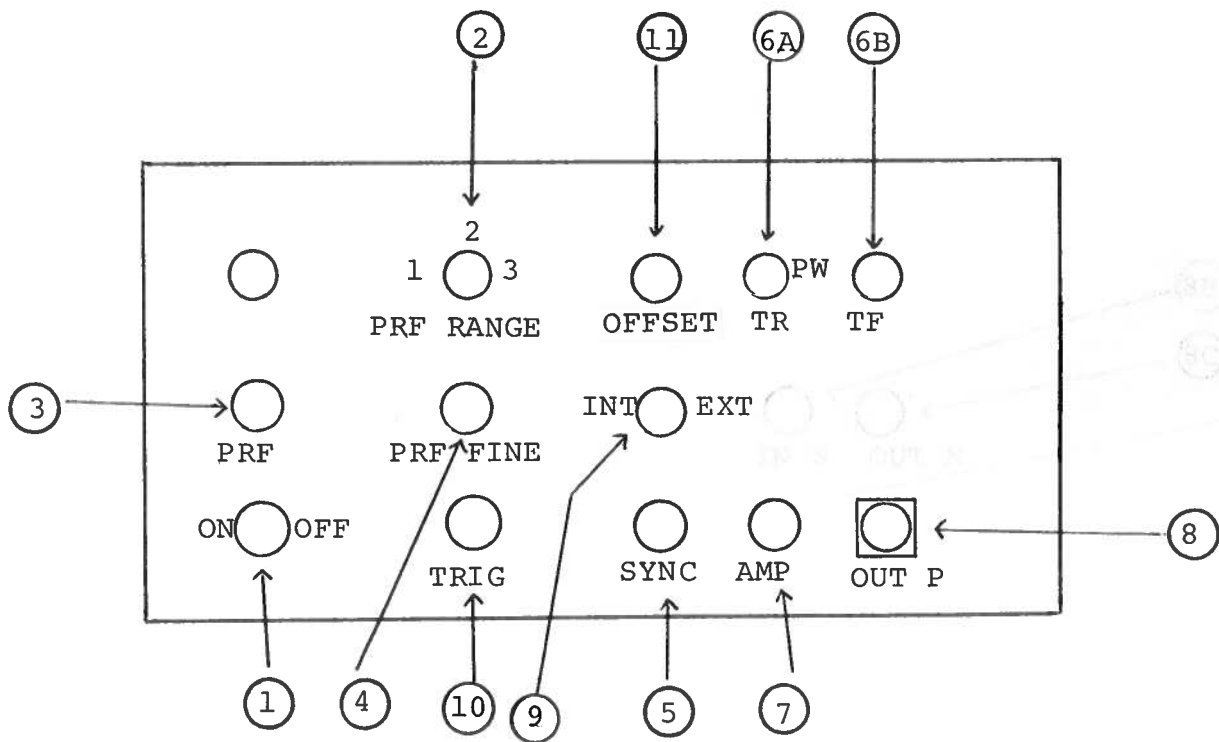 2 11 6A 6B
2
1 3 PW
PRF RANGE OFFSET TR TF
3
INT EXT
PRF PRF FINE
ON OFF
8
TRIG SYNC AMP OUT P
1 4 10 9 5 7